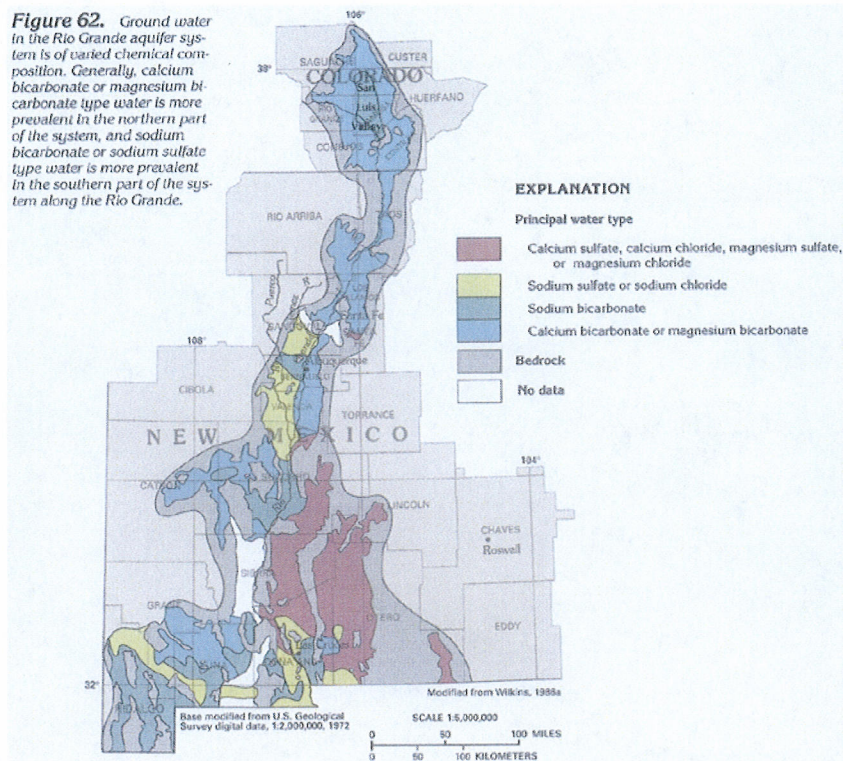 Figure 62. Ground water
in the Rio Grande aquifer sys-
tem is of varied chemical com-
position. Generally, calcium
bicarbonate or magnesium bi-
carbonate type water is more
prevalent in the northern part
of the system, and sodium
bicarbonate or sodium sulfate
type water is more prevalent
in the southern part of the sys-
tem along the Rio Grande.
106°
38°
CUSTER
COLORADO
HUERFANO
San
Luis
Valley
RIO ARRIBA
TAOS
EXPLANATION
Principal water type
Calcium sulfate, calcium chloride, magnesium sulfate,
or magnesium chloride
Sodium sulfate or sodium chloride
Sodium bicarbonate
Calcium bicarbonate or magnesium bicarbonate
Bedrock
No data
Puerco
Santa Fe
108°
Albuquerque
CIBOLA
VALENCIA
TORRANCE
NEW MEXICO
104°
CATRON
LINCOLN
CHAVES
Roswell
SIERRA
OTERO
EDDY
Las Cruces
LUNA
32°
HIDALGO
Modified from Wilkins, 1986a
Base modified from U.S. Geological
Survey digital data, 1:2,000,000, 1972
SCALE 1:5,000,000
0 50 100 MILES
0 50 100 KILOMETERS